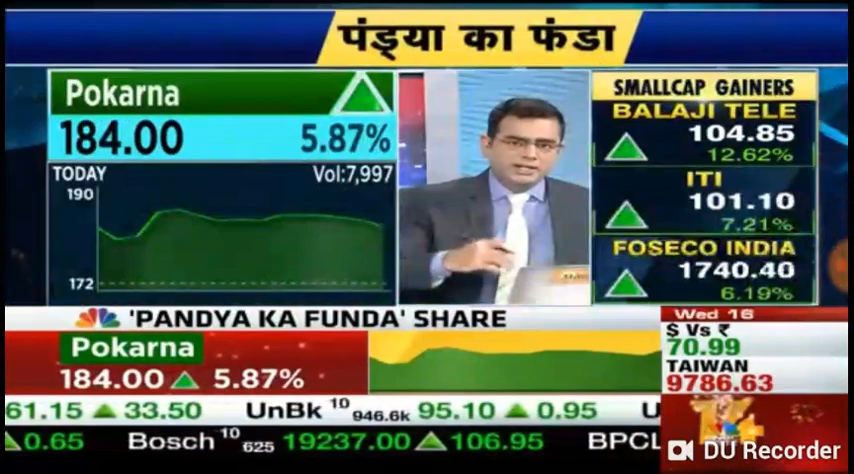 पंड्या का फंडा
Pokarna
184.00 5.87%
TODAY Vol:7,997
190
172
SMALLCAP GAINERS
BALAJI TELE
104.85
12.62%
ITI
101.10
7.21%
FOSECO INDIA
1740.40
6.19%
'PANDYA KA FUNDA' SHARE
Pokarna
184.00 5.87%
Wed 16
$ Vs ₹
70.99
TAIWAN
9786.63
61.15 33.50 UnBk 10 946.6k 95.10 0.95 U
0.65 Bosch 10 625 19237.00 106.95 BPCL
DU Recorder